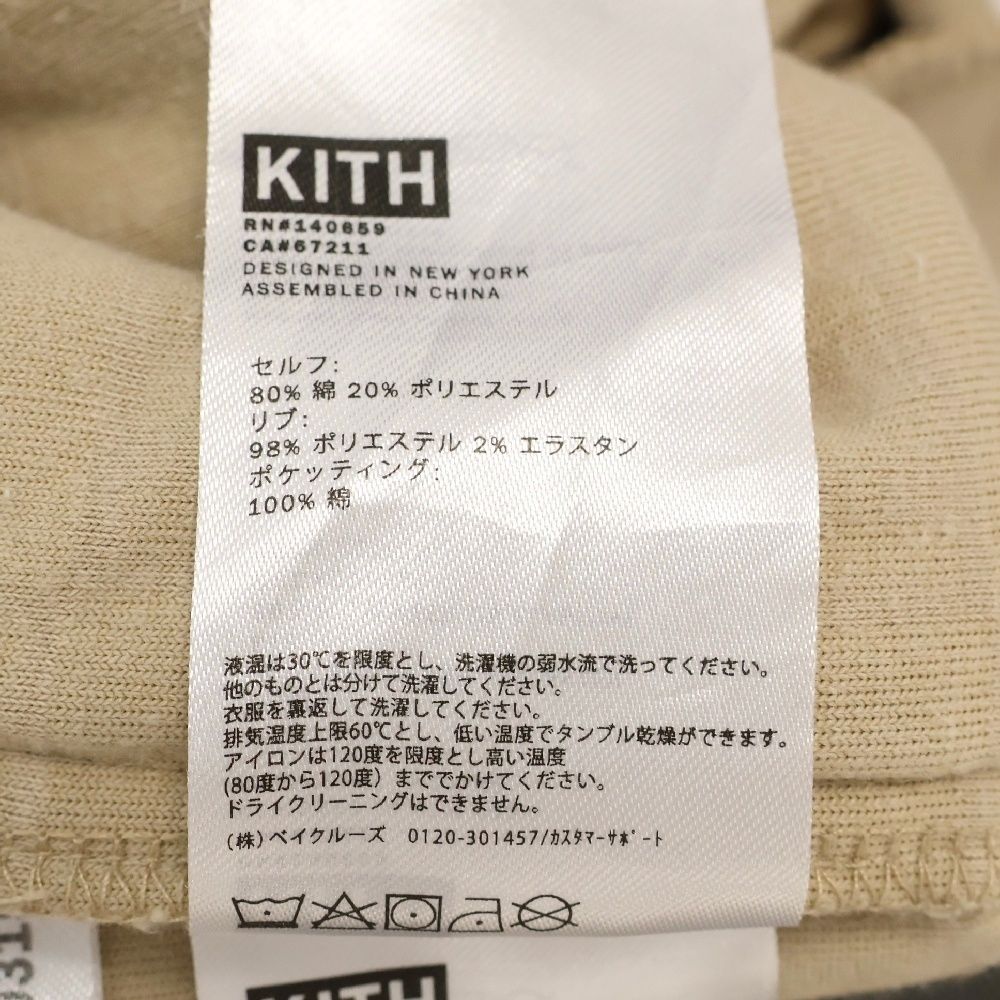 KITH
RN#140659
CA#67211
DESIGNED IN NEW YORK
ASSEMBLED IN CHINA
セルフ:
80% 綿 20% ポリエステル
リブ:
98% ポリエステル 2% エラスタン
ポケッティング:
100% 綿
液温は30℃を限度とし、洗濯機の弱水流で洗ってください。
他のものとは分けて洗濯してください。
衣服を裏返して洗濯してください。
排気温度上限60℃とし、低い温度でタンブル乾燥ができます。
アイロンは120度を限度とし高い温度
(80度から120度）まででかけてください。
ドライクリーニングはできません。
（株）ベイクルーズ 0120-301457/ｶｽﾀﾏｰｻﾎﾟｰﾄ
KITH